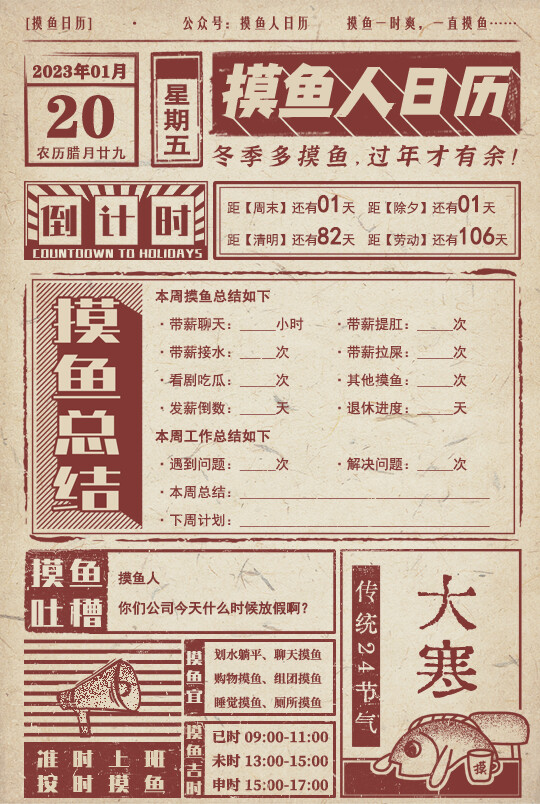 [摸鱼日历] · 公众号：摸鱼人日历 摸鱼一时爽，一直摸鱼······
2023年01月
20
农历腊月廿九
星期五
摸鱼人日历
冬季多摸鱼，过年才有余！
倒计时
COUNTDOWN TO HOLIDAYS
距【周末】还有01天 距【除夕】还有01天
距【清明】还有82天 距【劳动】还有106天
摸鱼总结
本周摸鱼总结如下
·带薪聊天：____小时 ·带薪提肛：____次
·带薪接水：____次 ·带薪拉屎：____次
·看剧吃瓜：____次 ·其他摸鱼：____次
·发薪倒数：____天 ·退休进度：____天
本周工作总结如下
·遇到问题：____次 ·解决问题：____次
·本周总结：____________________________
·下周计划：____________________________
摸鱼
吐槽
摸鱼人
你们公司今天什么时候放假啊？
准时上班
按时摸鱼
摸鱼宜
划水躺平、聊天摸鱼
购物摸鱼、组团摸鱼
睡觉摸鱼、厕所摸鱼
摸鱼吉时
巳时 09:00-11:00
未时 13:00-15:00
申时 15:00-17:00
传统24节气
大寒
摸